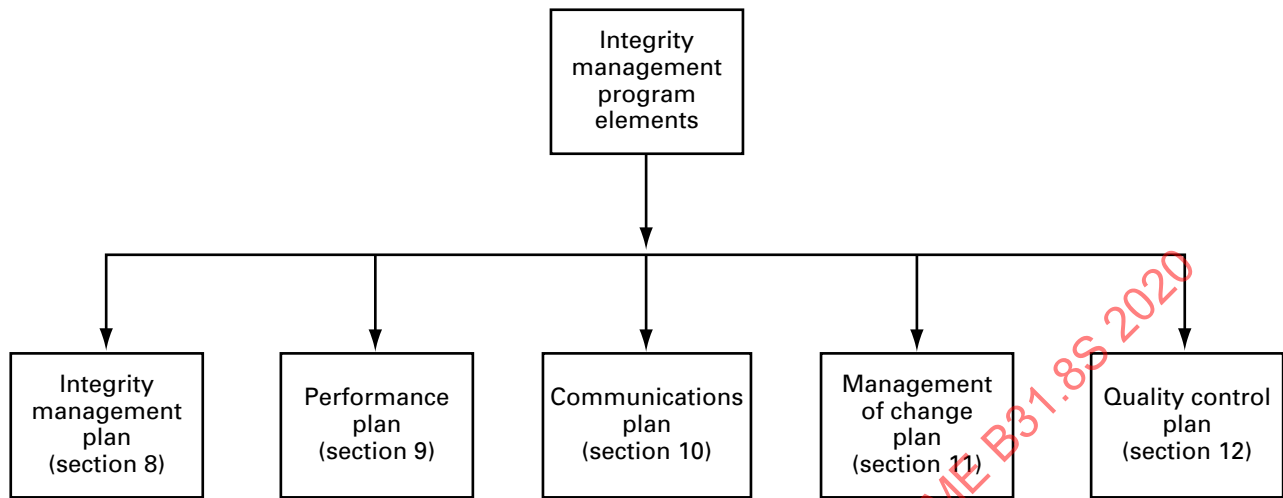 Integrity
management
program
elements
Integrity
management
plan
(section 8)
Performance
plan
(section 9)
Communications
plan
(section 10)
Management
of change
plan
(section 11)
Quality control
plan
(section 12)
ME B31.8S 2020